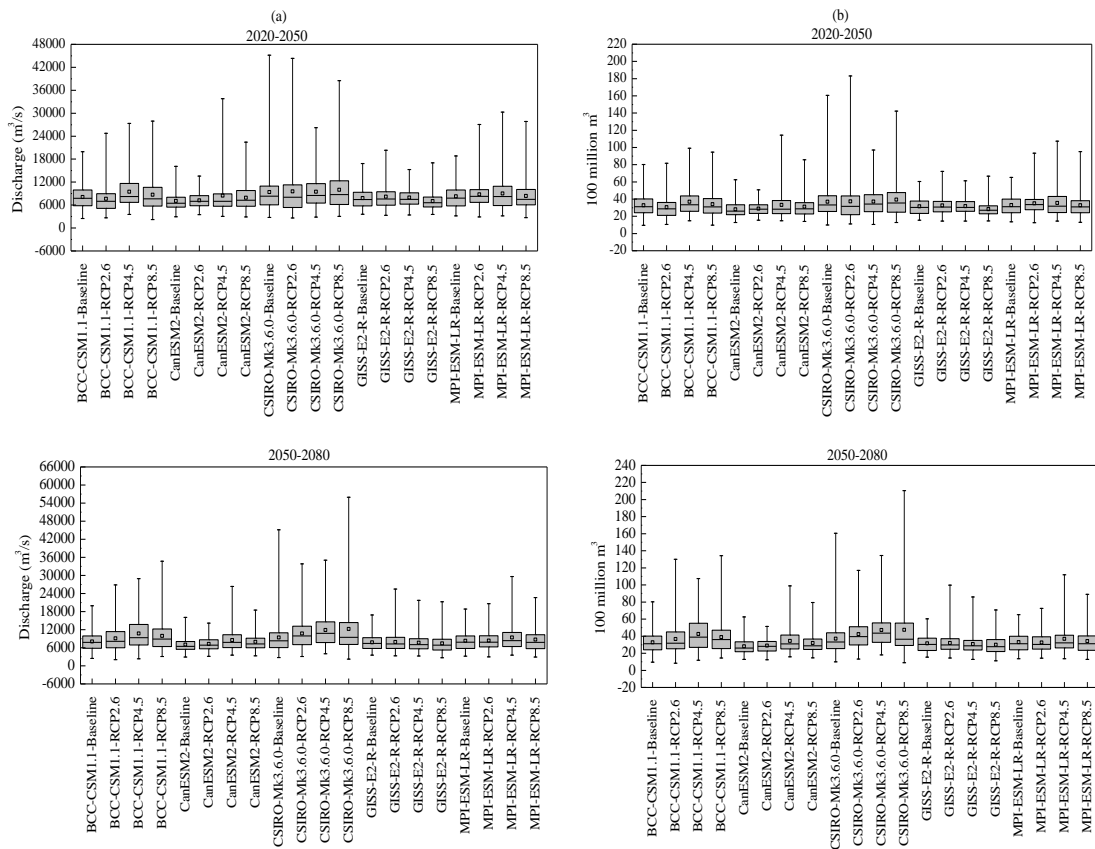 (a)
2020-2050
48000
42000
36000
30000
24000
18000
12000
6000
0
-6000
Discharge (m³/s)
BCC-CSM1.1-Baseline
BCC-CSM1.1-RCP2.6
BCC-CSM1.1-RCP4.5
BCC-CSM1.1-RCP8.5
CanESM2-Baseline
CanESM2-RCP2.6
CanESM2-RCP4.5
CanESM2-RCP8.5
CSIRO-Mk3.6.0-Baseline
CSIRO-Mk3.6.0-RCP2.6
CSIRO-Mk3.6.0-RCP4.5
CSIRO-Mk3.6.0-RCP8.5
GISS-E2-R-Baseline
GISS-E2-R-RCP2.6
GISS-E2-R-RCP4.5
GISS-E2-R-RCP8.5
MPI-ESM-LR-Baseline
MPI-ESM-LR-RCP2.6
MPI-ESM-LR-RCP4.5
MPI-ESM-LR-RCP8.5
(b)
2020-2050
220
200
180
160
140
120
100
80
60
40
20
0
-20
100 million m³
BCC-CSM1.1-Baseline
BCC-CSM1.1-RCP2.6
BCC-CSM1.1-RCP4.5
BCC-CSM1.1-RCP8.5
CanESM2-Baseline
CanESM2-RCP2.6
CanESM2-RCP4.5
CanESM2-RCP8.5
CSIRO-Mk3.6.0-Baseline
CSIRO-Mk3.6.0-RCP2.6
CSIRO-Mk3.6.0-RCP4.5
CSIRO-Mk3.6.0-RCP8.5
GISS-E2-R-Baseline
GISS-E2-R-RCP2.6
GISS-E2-R-RCP4.5
GISS-E2-R-RCP8.5
MPI-ESM-LR-Baseline
MPI-ESM-LR-RCP2.6
MPI-ESM-LR-RCP4.5
MPI-ESM-LR-RCP8.5
2050-2080
66000
60000
54000
48000
42000
36000
30000
24000
18000
12000
6000
0
-6000
Discharge (m³/s)
BCC-CSM1.1-Baseline
BCC-CSM1.1-RCP2.6
BCC-CSM1.1-RCP4.5
BCC-CSM1.1-RCP8.5
CanESM2-Baseline
CanESM2-RCP2.6
CanESM2-RCP4.5
CanESM2-RCP8.5
CSIRO-Mk3.6.0-Baseline
CSIRO-Mk3.6.0-RCP2.6
CSIRO-Mk3.6.0-RCP4.5
CSIRO-Mk3.6.0-RCP8.5
GISS-E2-R-Baseline
GISS-E2-R-RCP2.6
GISS-E2-R-RCP4.5
GISS-E2-R-RCP8.5
MPI-ESM-LR-Baseline
MPI-ESM-LR-RCP2.6
MPI-ESM-LR-RCP4.5
MPI-ESM-LR-RCP8.5
2050-2080
240
220
200
180
160
140
120
100
80
60
40
20
0
-20
100 million m³
BCC-CSM1.1-Baseline
BCC-CSM1.1-RCP2.6
BCC-CSM1.1-RCP4.5
BCC-CSM1.1-RCP8.5
CanESM2-Baseline
CanESM2-RCP2.6
CanESM2-RCP4.5
CanESM2-RCP8.5
CSIRO-Mk3.6.0-Baseline
CSIRO-Mk3.6.0-RCP2.6
CSIRO-Mk3.6.0-RCP4.5
CSIRO-Mk3.6.0-RCP8.5
GISS-E2-R-Baseline
GISS-E2-R-RCP2.6
GISS-E2-R-RCP4.5
GISS-E2-R-RCP8.5
MPI-ESM-LR-Baseline
MPI-ESM-LR-RCP2.6
MPI-ESM-LR-RCP4.5
MPI-ESM-LR-RCP8.5